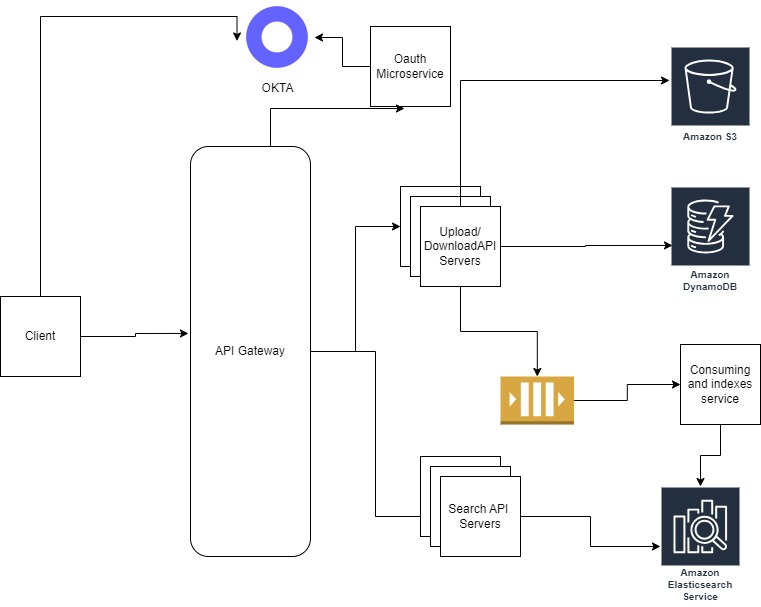 Oauth
Microservice
OKTA
Amazon S3
Upload/
DownloadAPI
Servers
Amazon
DynamoDB
Client
API Gateway
Consuming
and indexes
service
Search API
Servers
Amazon
Elasticsearch
Service